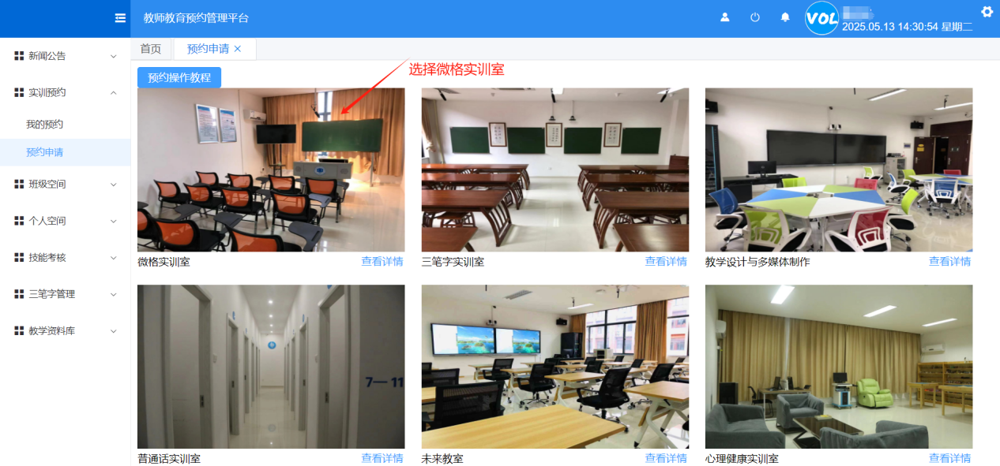 教师教育预约管理平台
VOL
2025.05.13 14:30:54 星期二
新闻公告
实训预约
我的预约
预约申请
班级空间
个人空间
技能考核
三笔字管理
教学资料库
首页
预约申请 ×
预约操作教程
选择微格实训室
微格实训室 查看详情
三笔字实训室 查看详情
教学设计与多媒体制作 查看详情
7—11
普通话实训室 查看详情
未来教室 查看详情
心理健康实训室 查看详情